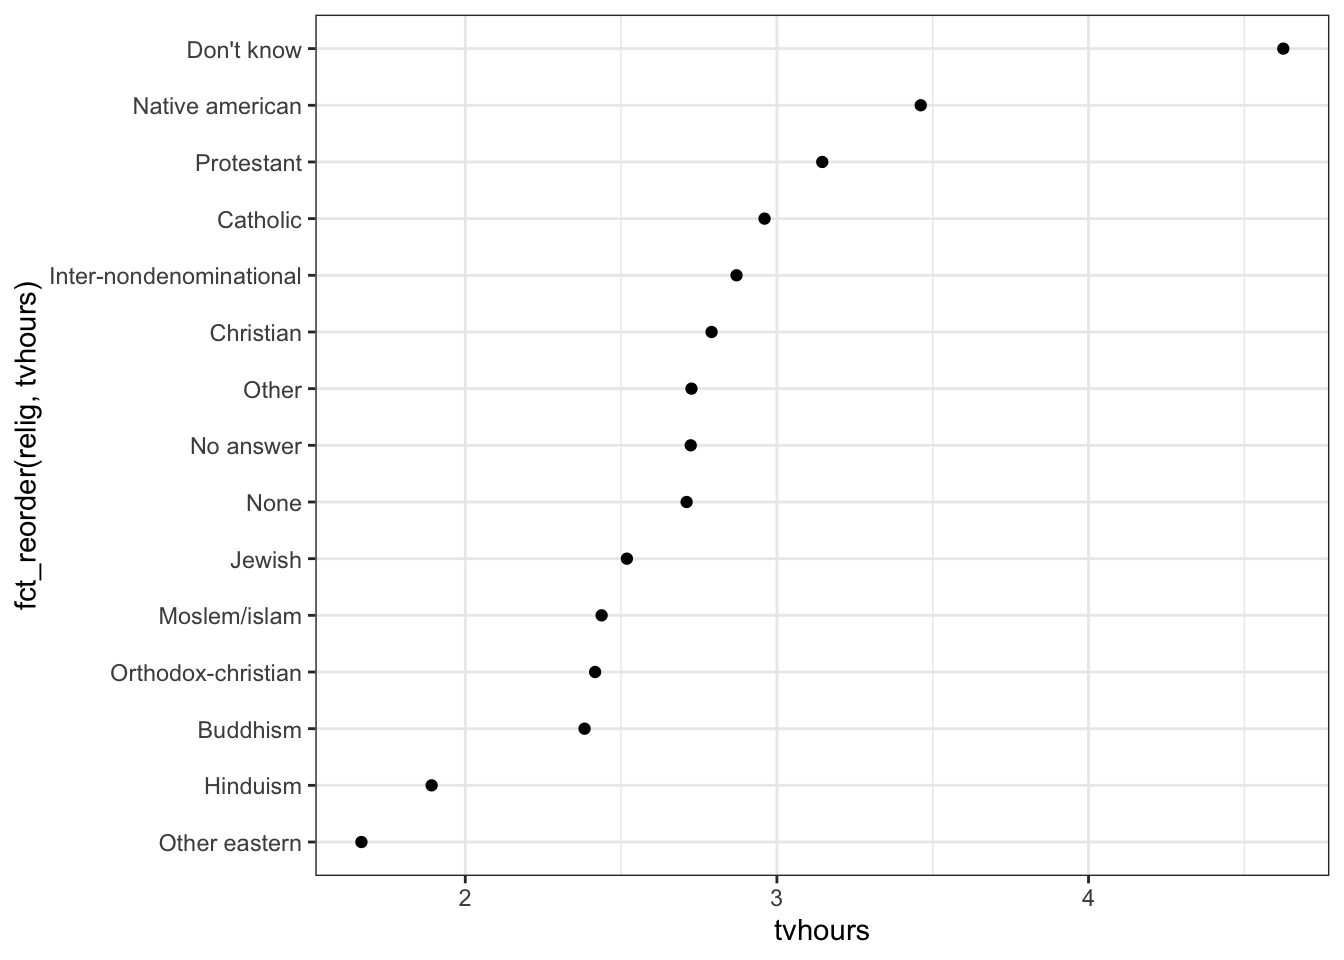 Don't know
Native american
Protestant
Catholic
Inter-nondenominational
Christian
Other
No answer
None
Jewish
Moslem/islam
Orthodox-christian
Buddhism
Hinduism
Other eastern
fct_reorder(relig, tvhours)
2 3 4
tvhours